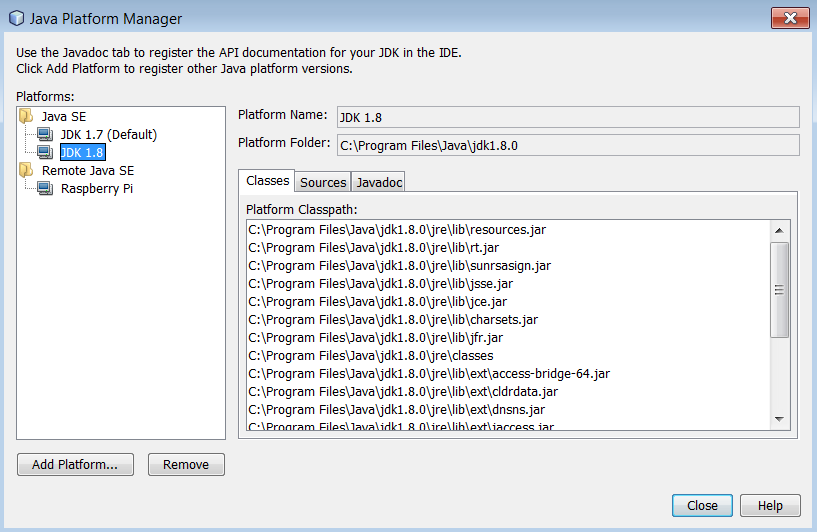 Java Platform Manager
Use the Javadoc tab to register the API documentation for your JDK in the IDE.
Click Add Platform to register other Java platform versions.
Platforms:
Java SE
JDK 1.7 (Default)
JDK 1.8
Remote Java SE
Raspberry Pi
Platform Name: JDK 1.8
Platform Folder: C:\Program Files\Java\jdk1.8.0
Classes Sources Javadoc
Platform Classpath:
C:\Program Files\Java\jdk1.8.0\jre\lib\resources.jar
C:\Program Files\Java\jdk1.8.0\jre\lib\rt.jar
C:\Program Files\Java\jdk1.8.0\jre\lib\sunrsasign.jar
C:\Program Files\Java\jdk1.8.0\jre\lib\jsse.jar
C:\Program Files\Java\jdk1.8.0\jre\lib\jce.jar
C:\Program Files\Java\jdk1.8.0\jre\lib\charsets.jar
C:\Program Files\Java\jdk1.8.0\jre\lib\jfr.jar
C:\Program Files\Java\jdk1.8.0\jre\classes
C:\Program Files\Java\jdk1.8.0\jre\lib\ext\access-bridge-64.jar
C:\Program Files\Java\jdk1.8.0\jre\lib\ext\cldrdata.jar
C:\Program Files\Java\jdk1.8.0\jre\lib\ext\dnsns.jar
C:\Program Files\Java\jdk1.8.0\jre\lib\ext\jaccess.jar
Add Platform... Remove
Close Help